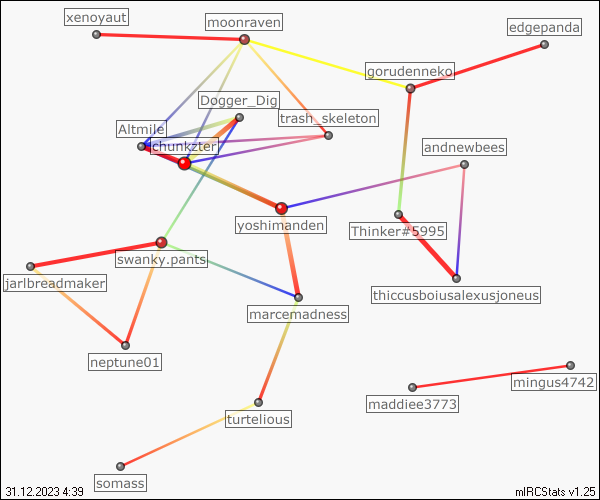 xenoyaut
moonraven
edgepanda
gorudenneko
Dogger_Dig
trash_skeleton
Altmile
chunkzter
andnewbees
yoshimanden
Thinker#5995
swanky.pants
jarlbreadmaker
thiccusboiusalexusjoneus
marcemadness
neptune01
mingus4742
maddiee3773
turtelious
somass
31.12.2023 4:39
mIRCStats v1.25